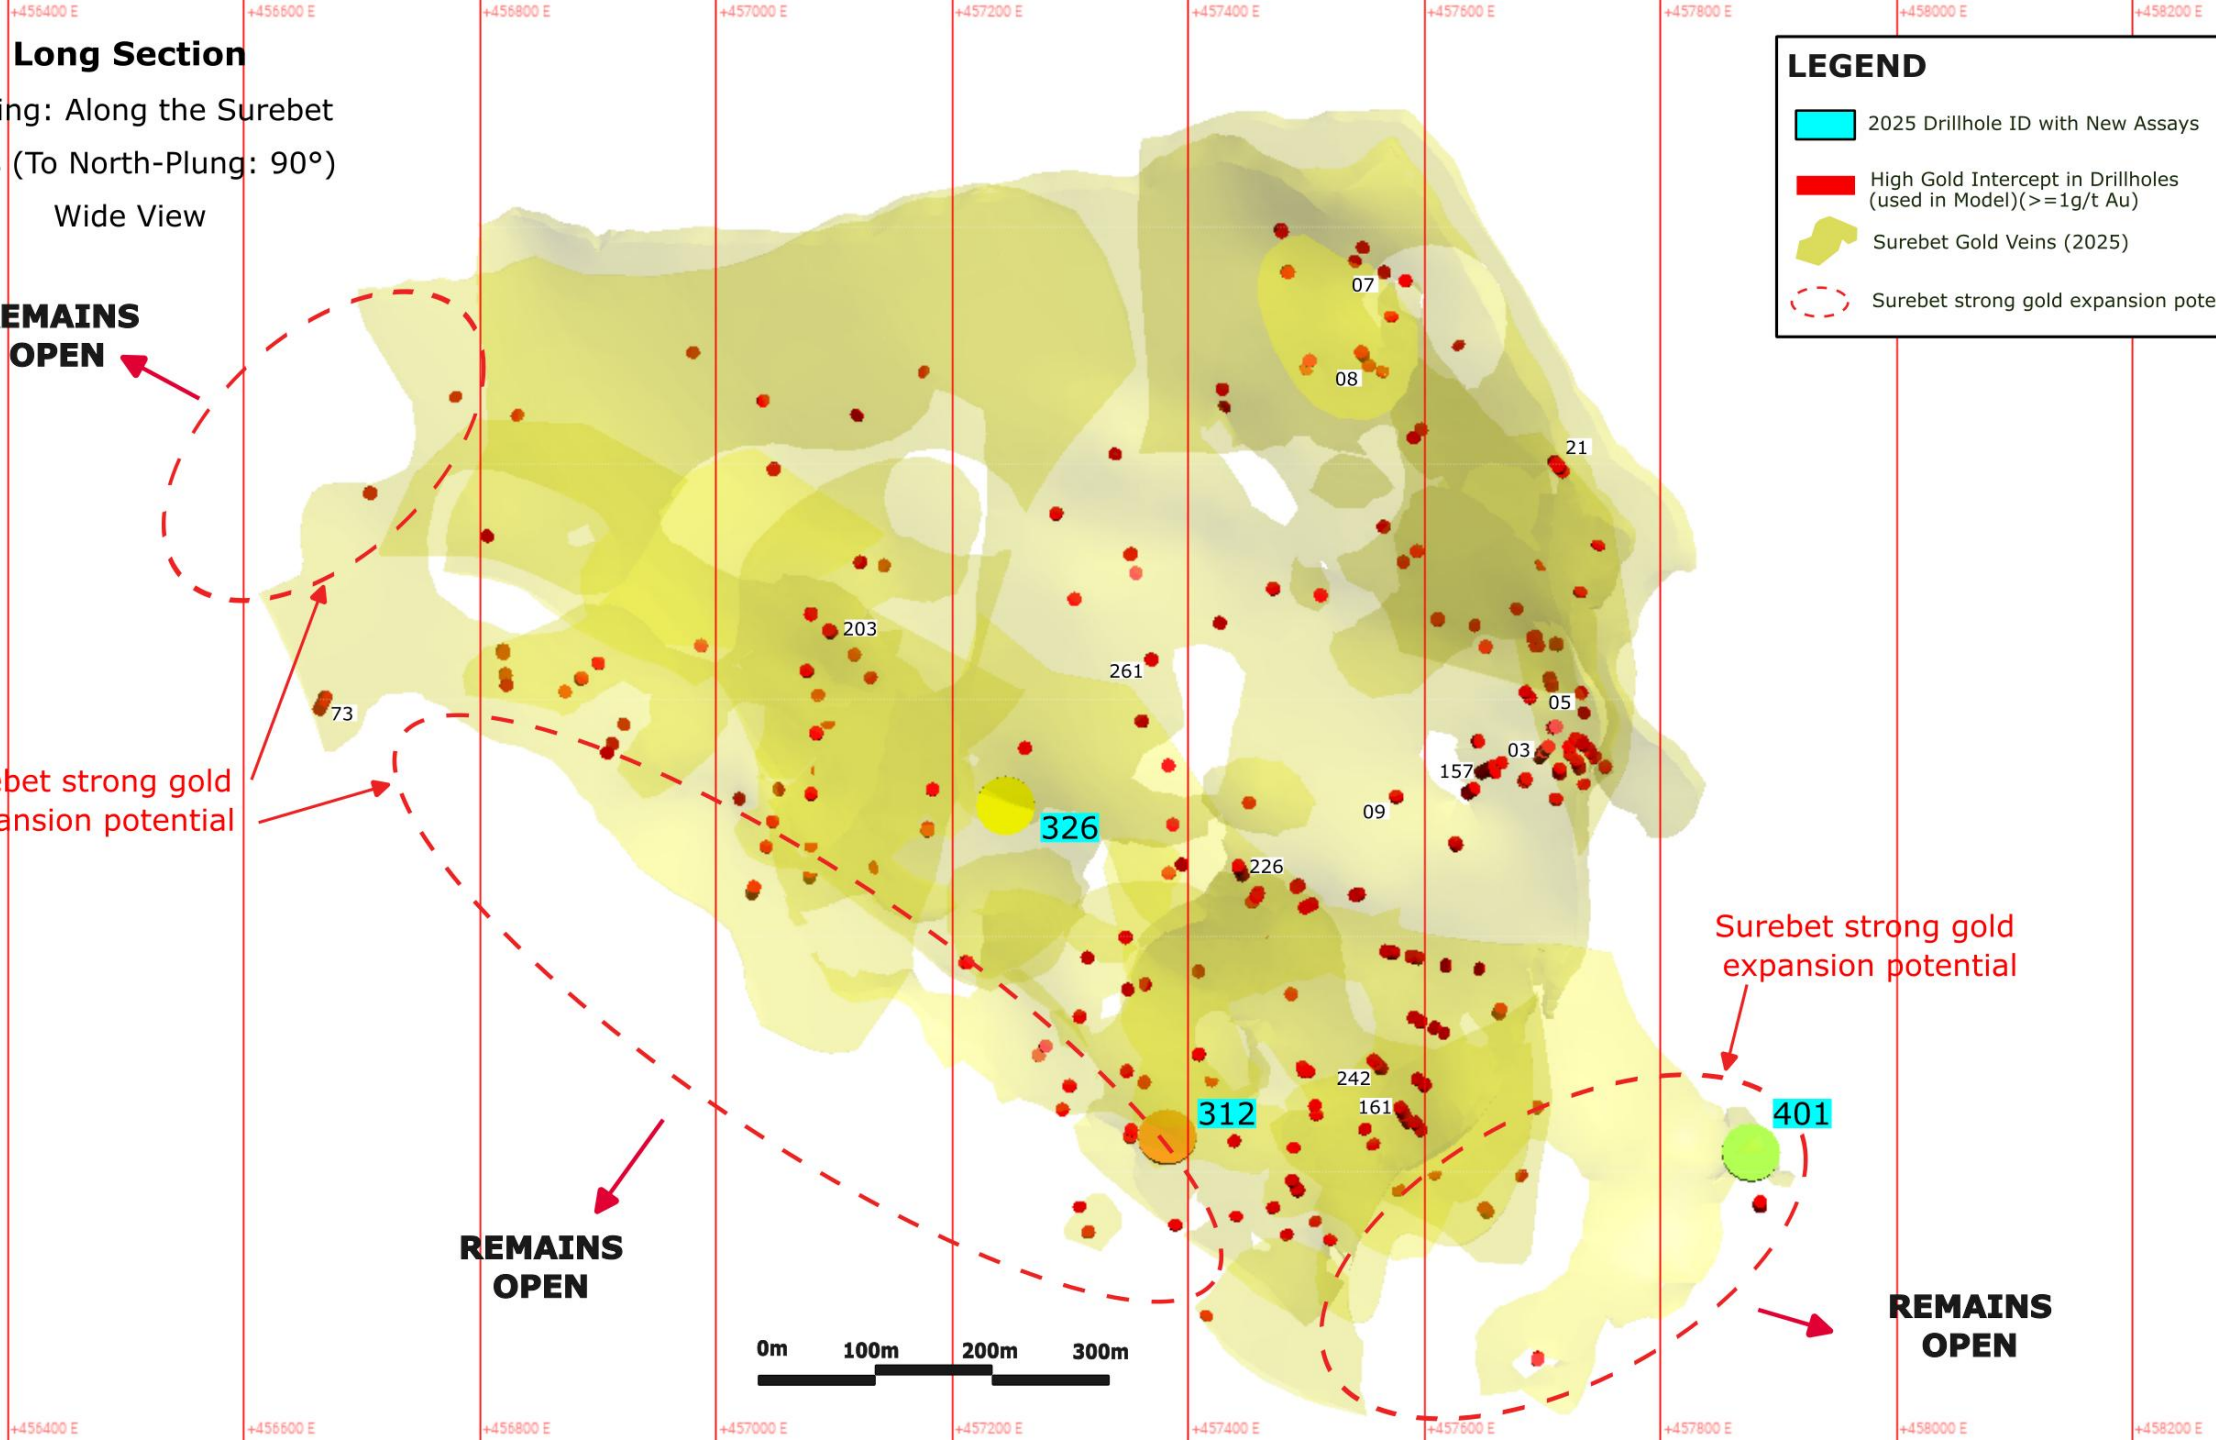 +456400 E
+456600 E
+456800 E
+457000 E
+457200 E
+457400 E
+457600 E
+457800 E
+458000 E
+458200 E
Long Section
ing: Along the Surebet
(To North-Plung: 90°)
Wide View
LEGEND
2025 Drillhole ID with New Assays
High Gold Intercept in Drillholes
(used in Model)(>=1g/t Au)
Surebet Gold Veins (2025)
Surebet strong gold expansion pote
EMAINS
OPEN
07
08
21
203
261
73
05
03
157
09
326
226
ebet strong gold
ansion potential
Surebet strong gold
expansion potential
242
161
312
401
REMAINS
OPEN
REMAINS
OPEN
0m 100m 200m 300m
+456400 E
+456600 E
+456800 E
+457000 E
+457200 E
+457400 E
+457600 E
+457800 E
+458000 E
+458200 E